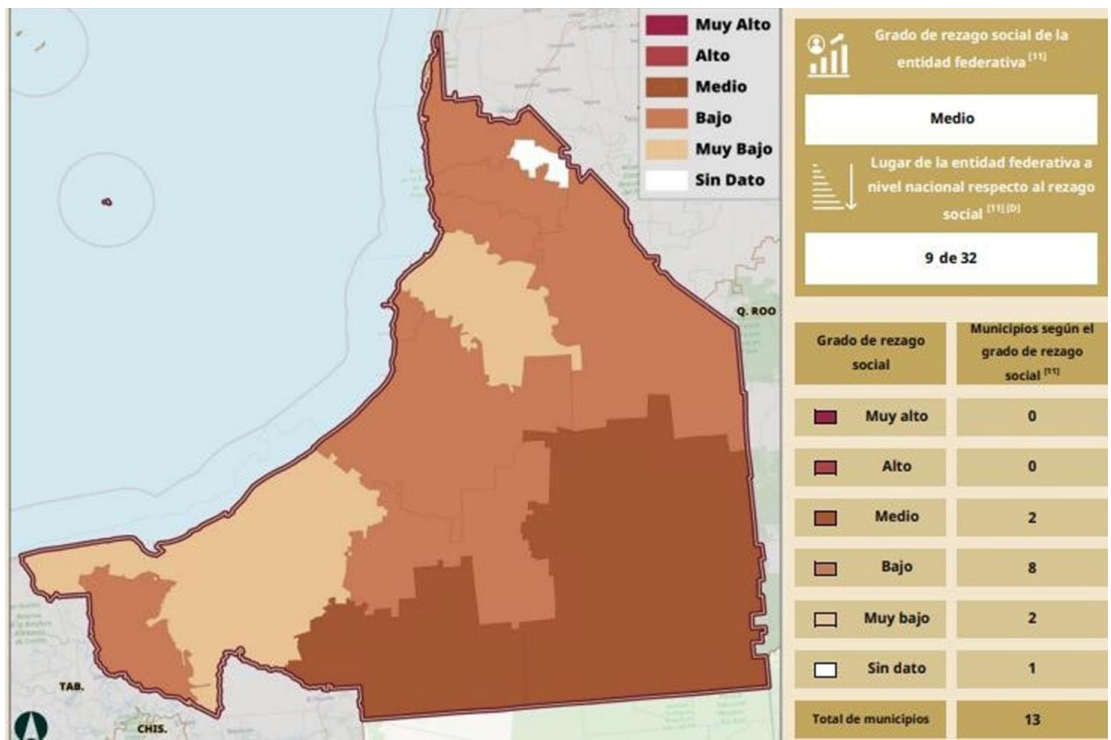 Muy Alto
Alto
Medio
Bajo
Muy Bajo
Sin Dato
Q. ROO
TAB.
CHIS.
Grado de rezago social de la
entidad federativa [11]
Medio
Lugar de la entidad federativa a
nivel nacional respecto al rezago
social [11] [D]
9 de 32
Grado de rezago
social
Municipios según el
grado de rezago
social [11]
Muy alto 0
Alto 0
Medio 2
Bajo 8
Muy bajo 2
Sin dato 1
Total de municipios 13